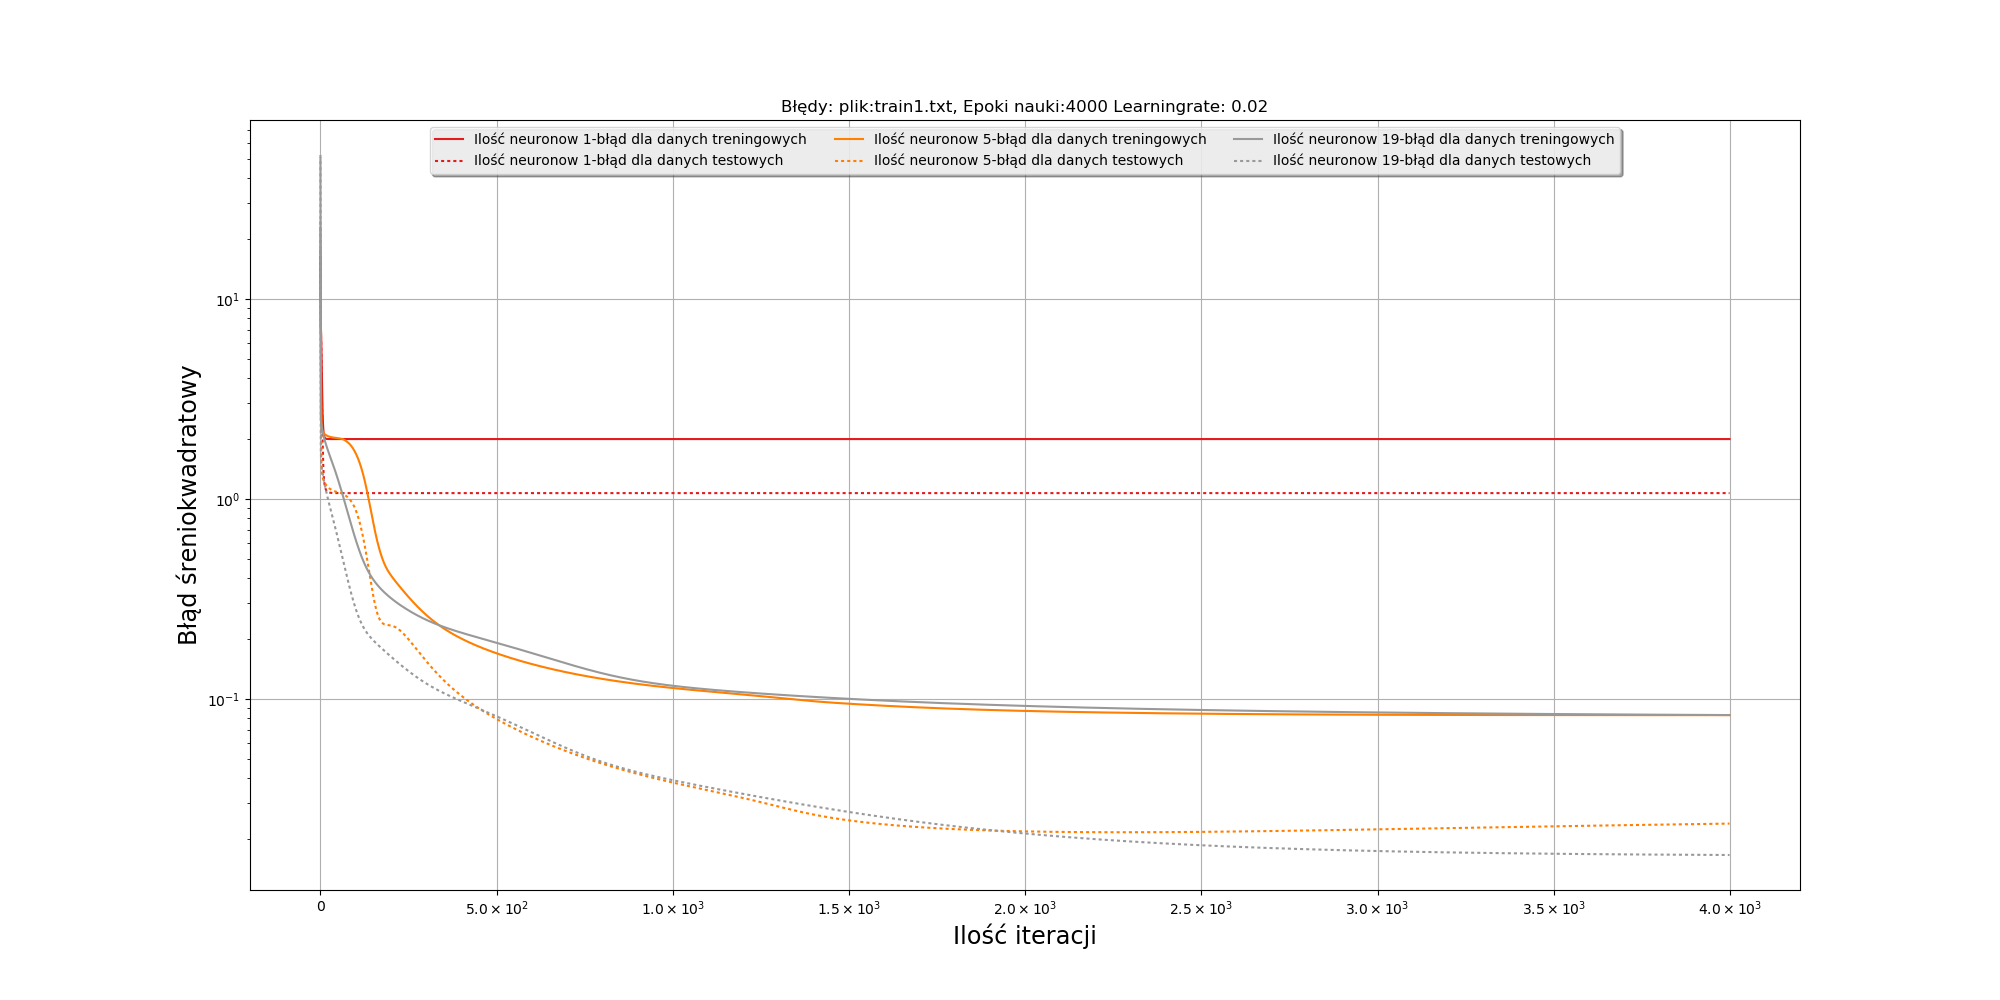 Błędy: plik:train1.txt, Epoki nauki:4000 Learningrate: 0.02
Ilość neuronow 1-błąd dla danych treningowych
Ilość neuronow 1-błąd dla danych testowych
Ilość neuronow 5-błąd dla danych treningowych
Ilość neuronow 5-błąd dla danych testowych
Ilość neuronow 19-błąd dla danych treningowych
Ilość neuronow 19-błąd dla danych testowych
Błąd śreniokwadratowy
10¹
10⁰
10⁻¹
0
5.0 × 10²
1.0 × 10³
1.5 × 10³
2.0 × 10³
2.5 × 10³
3.0 × 10³
3.5 × 10³
4.0 × 10³
Ilość iteracji